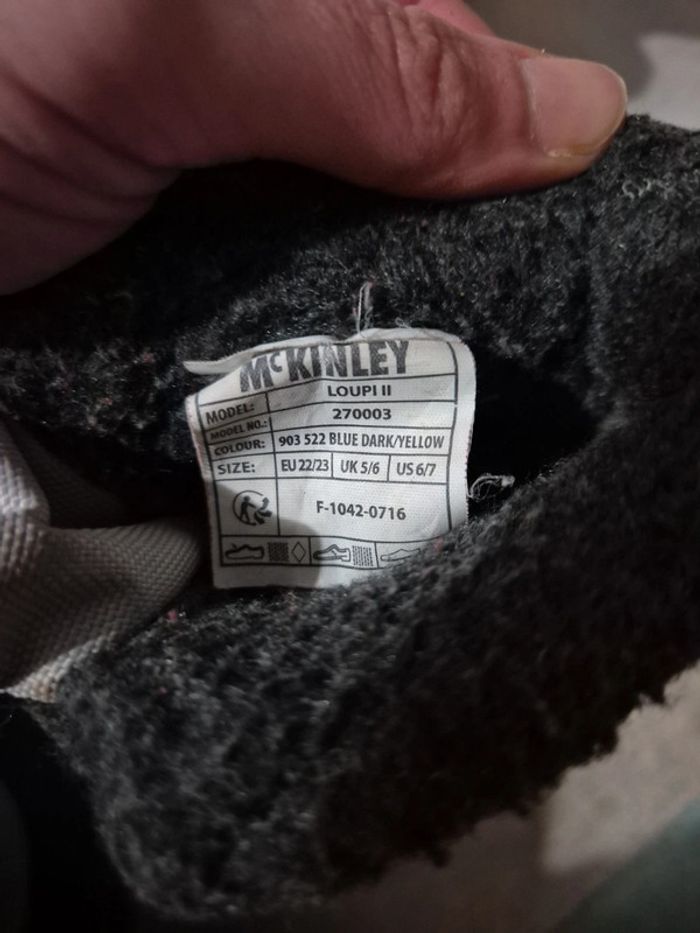 McKINLEY
MODEL: LOUPI II
MODEL NO.: 270003
COLOUR: 903 522 BLUE DARK/YELLOW
SIZE: EU 22/23 UK 5/6 US 6/7
F-1042-0716